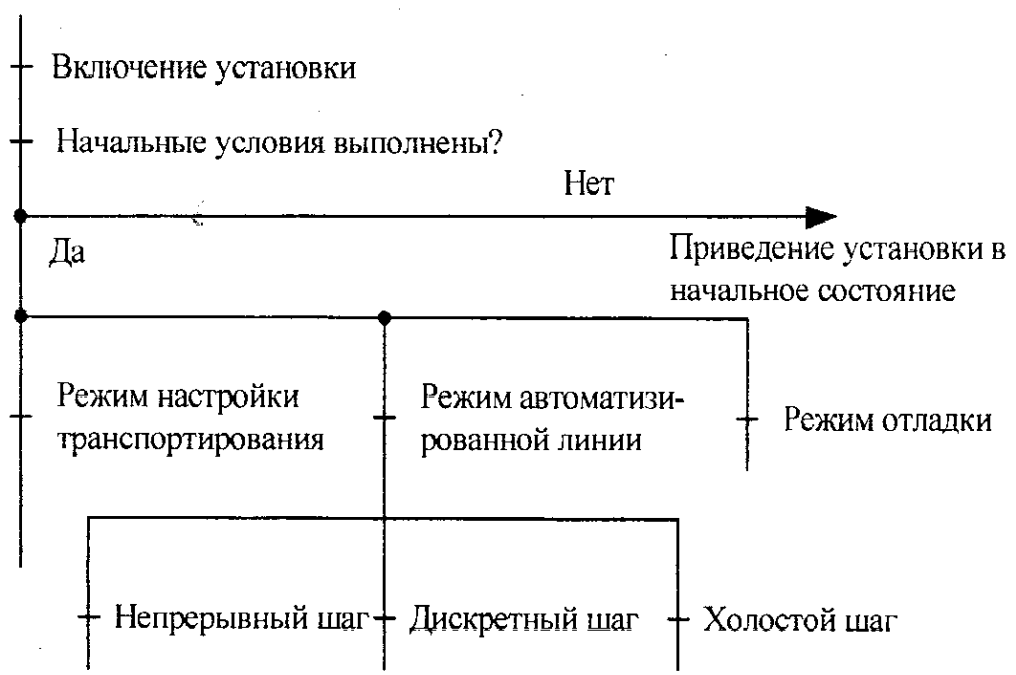 Включение установки
Начальные условия выполнены?
Нет
Да
Приведение установки в
начальное состояние
Режим настройки
транспортирования
Режим автоматизи-
рованной линии
Режим отладки
Непрерывный шаг
Дискретный шаг
Холостой шаг